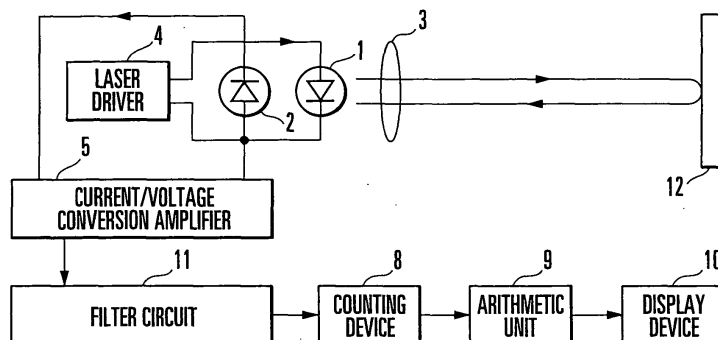 4
1
3
LASER
DRIVER
2
5
12
CURRENT/VOLTAGE
CONVERSION AMPLIFIER
11
8
9
10
FILTER CIRCUIT
COUNTING
DEVICE
ARITHMETIC
UNIT
DISPLAY
DEVICE